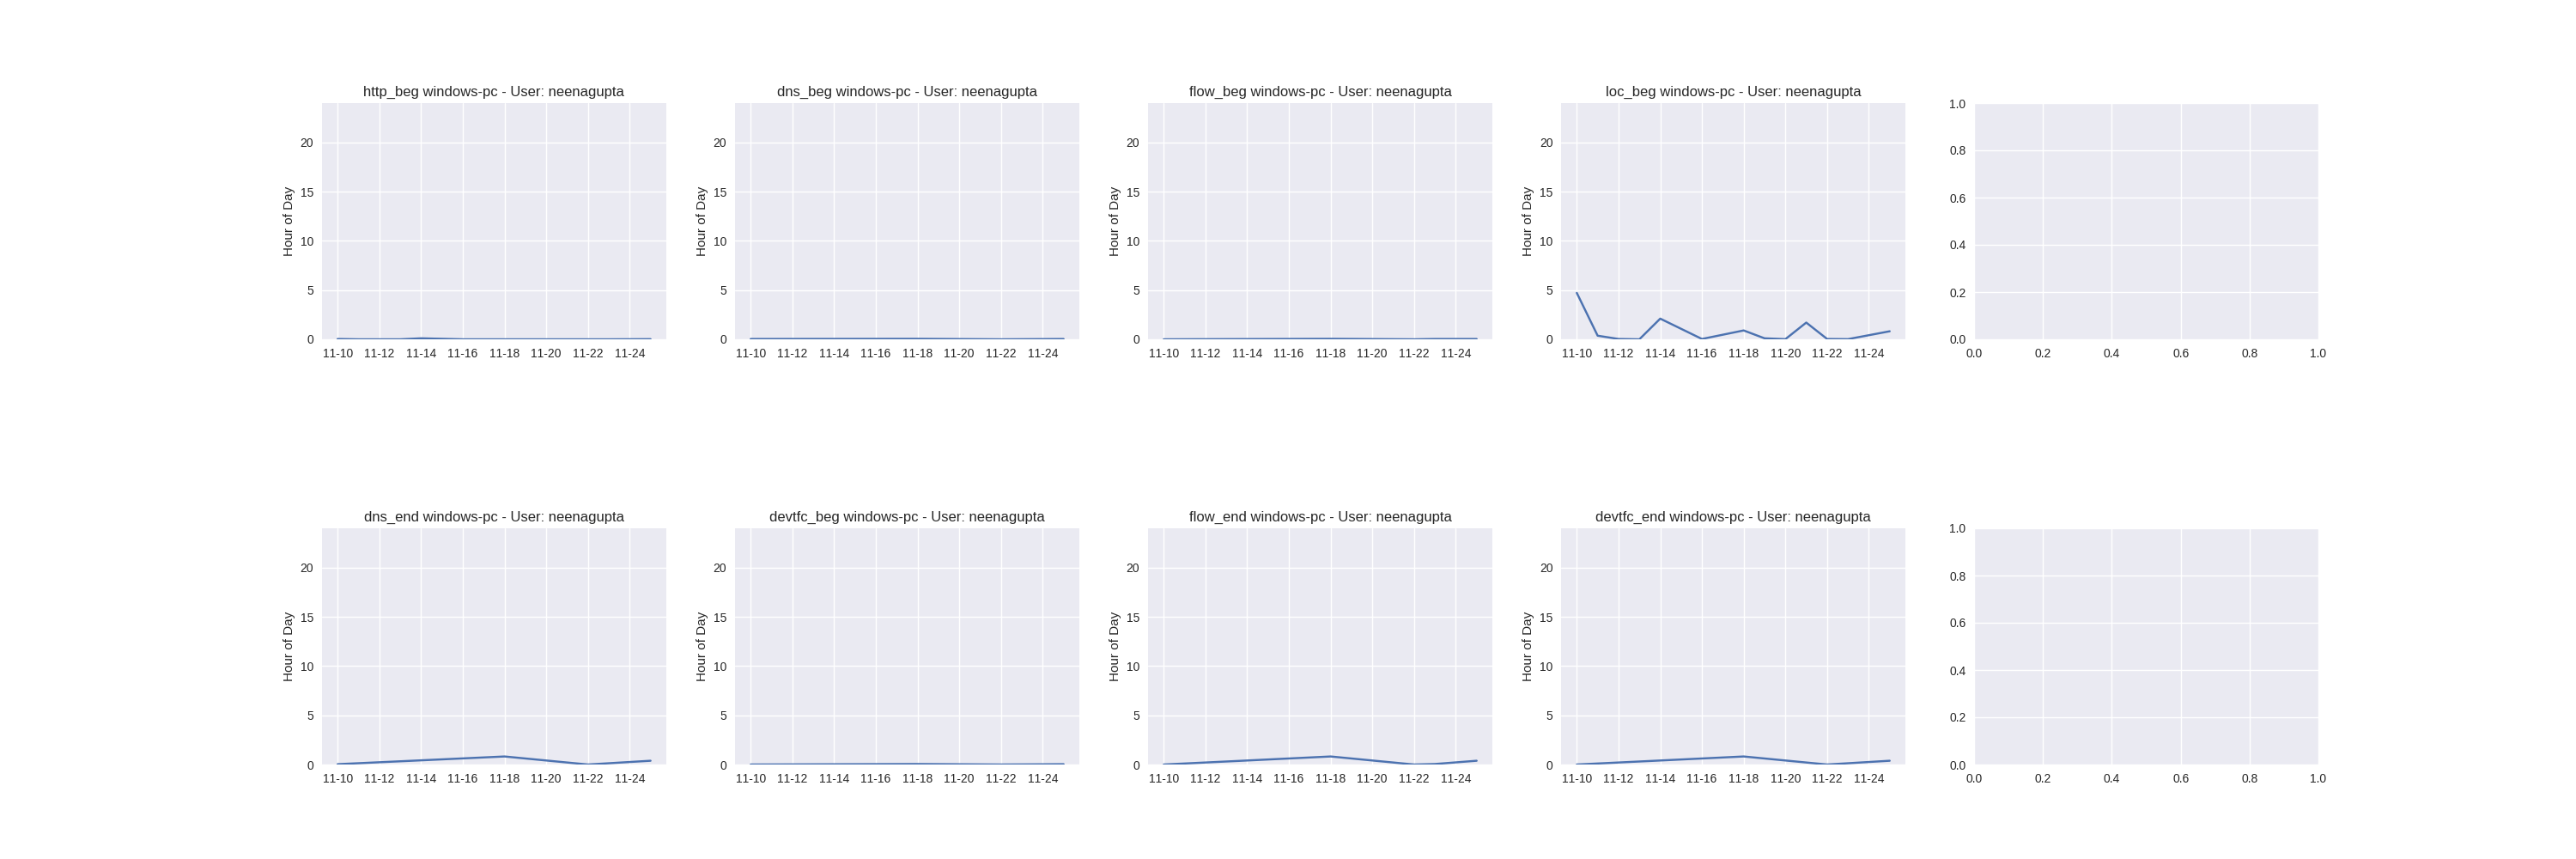 http_beg windows-pc - User: neenagupta
Hour of Day
20
15
10
5
0
11-10 11-12 11-14 11-16 11-18 11-20 11-22 11-24
dns_beg windows-pc - User: neenagupta
Hour of Day
20
15
10
5
0
11-10 11-12 11-14 11-16 11-18 11-20 11-22 11-24
flow_beg windows-pc - User: neenagupta
Hour of Day
20
15
10
5
0
11-10 11-12 11-14 11-16 11-18 11-20 11-22 11-24
loc_beg windows-pc - User: neenagupta
Hour of Day
20
15
10
5
0
11-10 11-12 11-14 11-16 11-18 11-20 11-22 11-24
1.0
0.8
0.6
0.4
0.2
0.0
0.0 0.2 0.4 0.6 0.8 1.0
dns_end windows-pc - User: neenagupta
Hour of Day
20
15
10
5
0
11-10 11-12 11-14 11-16 11-18 11-20 11-22 11-24
devtfc_beg windows-pc - User: neenagupta
Hour of Day
20
15
10
5
0
11-10 11-12 11-14 11-16 11-18 11-20 11-22 11-24
flow_end windows-pc - User: neenagupta
Hour of Day
20
15
10
5
0
11-10 11-12 11-14 11-16 11-18 11-20 11-22 11-24
devtfc_end windows-pc - User: neenagupta
Hour of Day
20
15
10
5
0
11-10 11-12 11-14 11-16 11-18 11-20 11-22 11-24
1.0
0.8
0.6
0.4
0.2
0.0
0.0 0.2 0.4 0.6 0.8 1.0